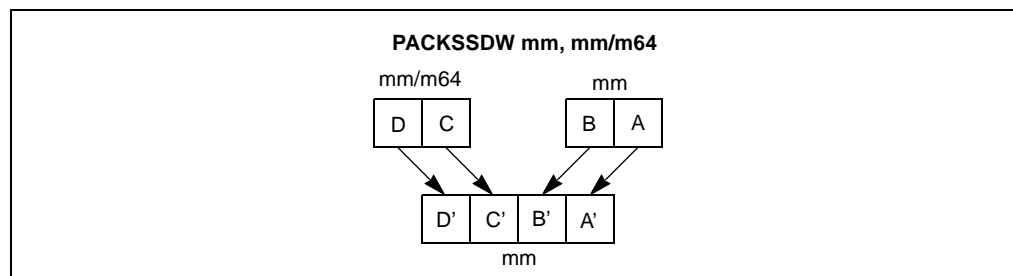 PACKSSDW mm, mm/m64
mm/m64 mm
D C B A
D’ C’ B’ A’
mm